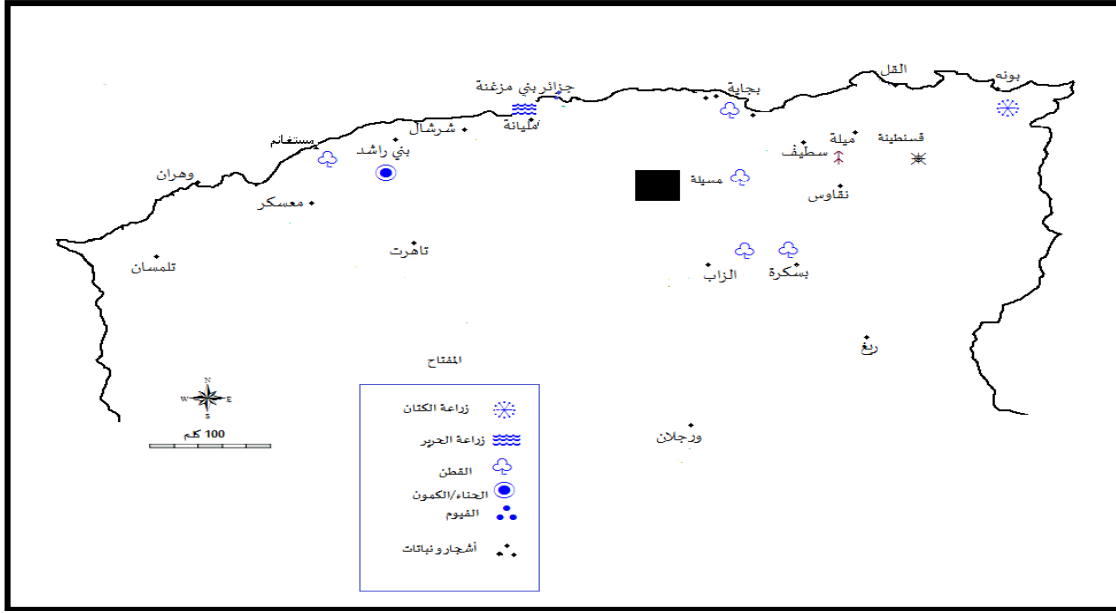 القل
بونه
جزائر بني مزغنة
بجاية
شرشال
مليانة
ميلة
قسنطينة
مستغانم
بني راشد
سطيف
وهران
مسيلة
نقاوس
معسكر
تاهرت
تلمسان
الزاب
بسكرة
ريغ
المفتاح
N
W
E
S
100 كلم
ورجلان
زراعة الكتان
زراعة الحرير
القطن
الحناء/الكمون
الفيوم
أشجار و نباتات